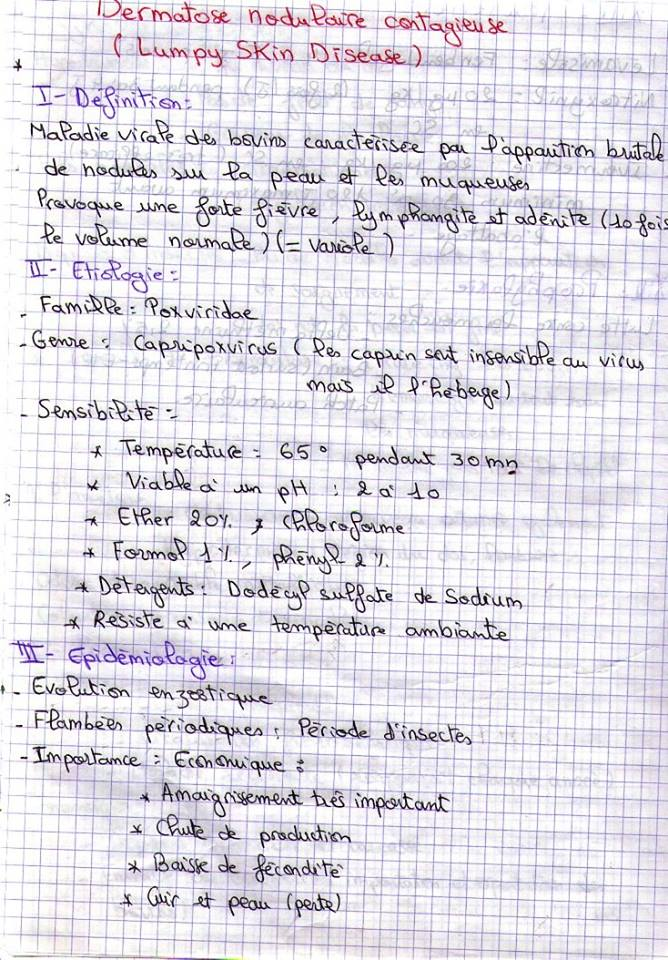 Dermatose nodulaire contagieuse
(Lumpy Skin Disease)
*
I- Définition:
Maladie virale des bovins caractérisée par l'apparition brutale
de nodules sur la peau et les muqueuses
Provoque une forte fièvre, lymphangite et adénite (10 fois
le volume normale) (= variole)
II- Etiologie:
- Famille: Poxviridae
- Genre: Capripoxvirus (les caprin sent insensible au virus
mais il l'héberge)
- Sensibilité:
* Température: 65° pendant 30mn
* Viable à un pH: 2 à 10
* Ether 20%, chloroforme
* Formol 1%, phényl 2%
* Détergents: Dodécyl sulfate de Sodium
* Résiste à une température ambiante
III- Epidémiologie:
- Evolution enzootique
- Flambées périodiques: Période d'insectes
- Importance: Economique:
* Amaigrissement très important
* Chute de production
* Baisse de fécondité
* Cuir et peau (perte)